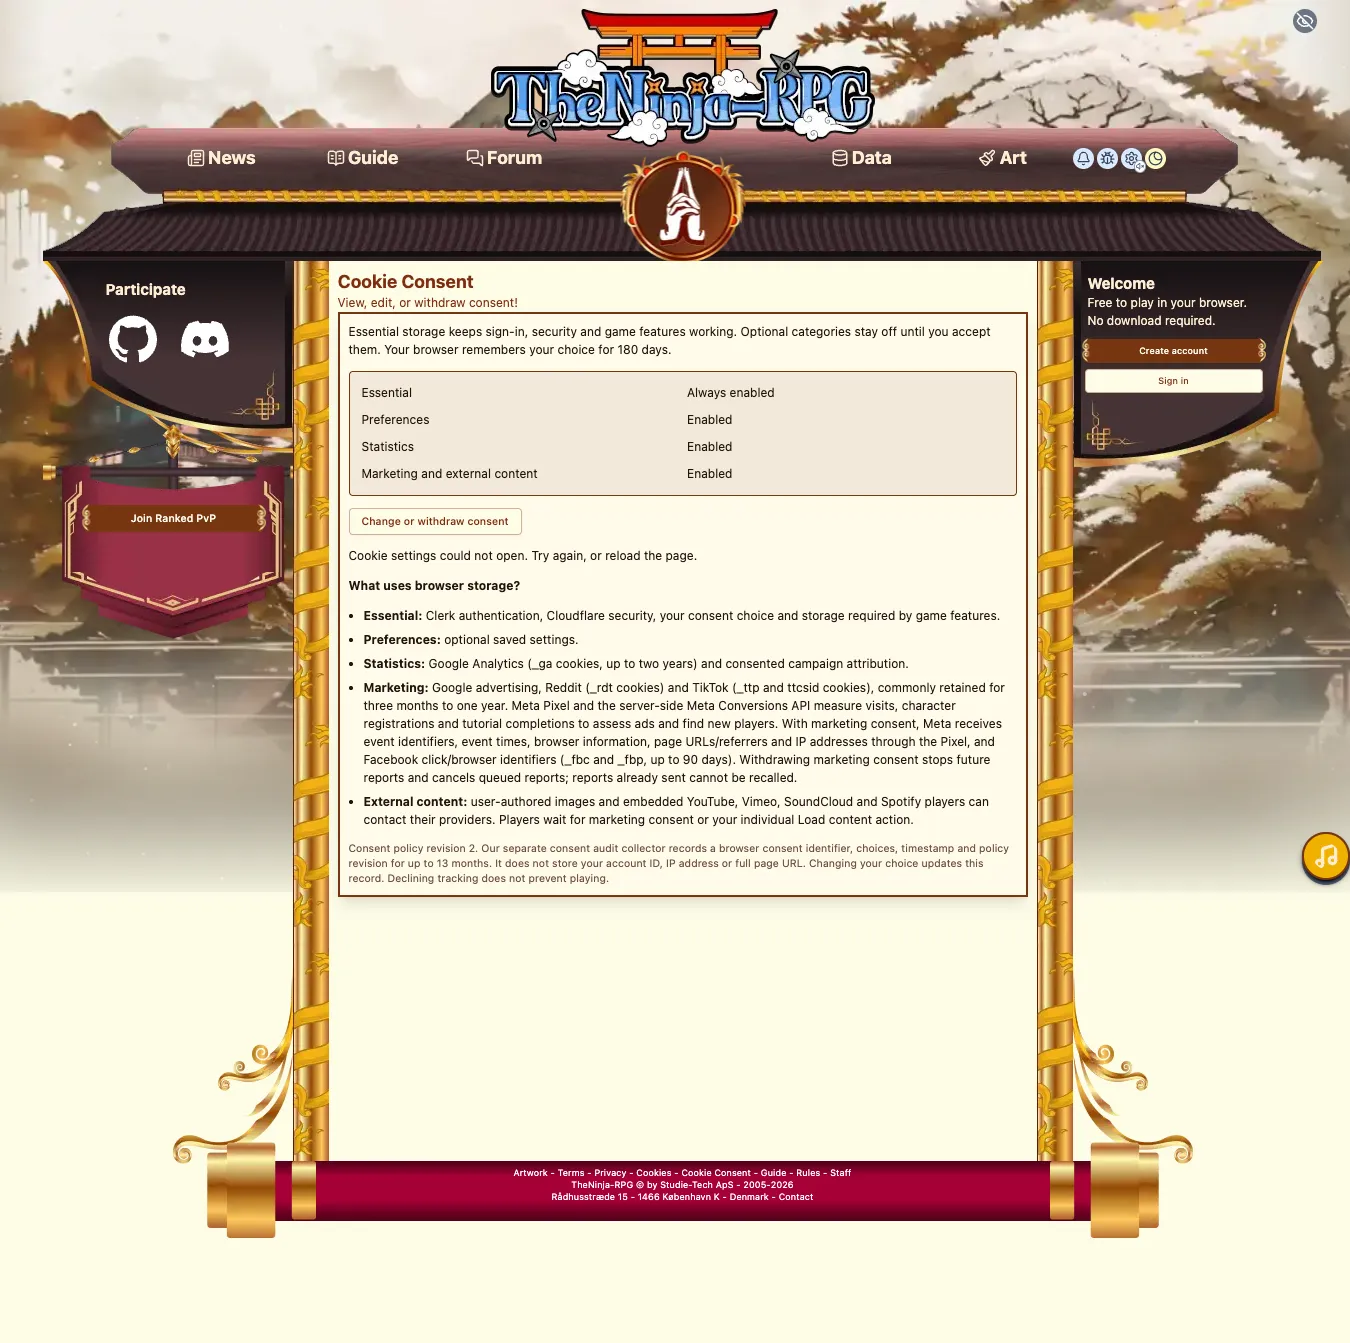 TheNinja-RPG
News
Guide
Forum
Data
Art
Participate
Join Ranked PvP
Cookie Consent
View, edit, or withdraw consent!
Essential storage keeps sign-in, security and game features working. Optional categories stay off until you accept
them. Your browser remembers your choice for 180 days.
Essential Always enabled
Preferences Enabled
Statistics Enabled
Marketing and external content Enabled
Change or withdraw consent
Cookie settings could not open. Try again, or reload the page.
What uses browser storage?
• Essential: Clerk authentication, Cloudflare security, your consent choice and storage required by game features.
• Preferences: optional saved settings.
• Statistics: Google Analytics (_ga cookies, up to two years) and consented campaign attribution.
• Marketing: Google advertising, Reddit (_rdt cookies) and TikTok (_ttp and ttcsid cookies), commonly retained for
three months to one year. Meta Pixel and the server-side Meta Conversions API measure visits, character
registrations and tutorial completions to assess ads and find new players. With marketing consent, Meta receives
event identifiers, event times, browser information, page URLs/referrers and IP addresses through the Pixel, and
Facebook click/browser identifiers (_fbc and _fbp, up to 90 days). Withdrawing marketing consent stops future
reports and cancels queued reports; reports already sent cannot be recalled.
• External content: user-authored images and embedded YouTube, Vimeo, SoundCloud and Spotify players can
contact their providers. Players wait for marketing consent or your individual Load content action.
Consent policy revision 2. Our separate consent audit collector records a browser consent identifier, choices, timestamp and policy
revision for up to 13 months. It does not store your account ID, IP address or full page URL. Changing your choice updates this
record. Declining tracking does not prevent playing.
Welcome
Free to play in your browser.
No download required.
Create account
Sign in
Artwork - Terms - Privacy - Cookies - Cookie Consent - Guide - Rules - Staff
TheNinja-RPG © by Studie-Tech ApS - 2005-2026
Rådhusstræde 15 - 1466 København K - Denmark - Contact